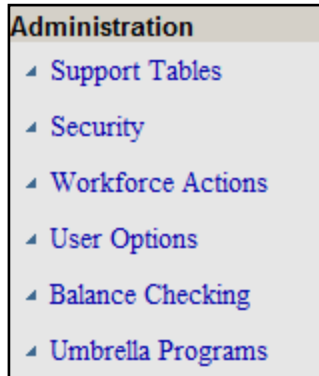 Administration
Support Tables
Security
Workforce Actions
User Options
Balance Checking
Umbrella Programs